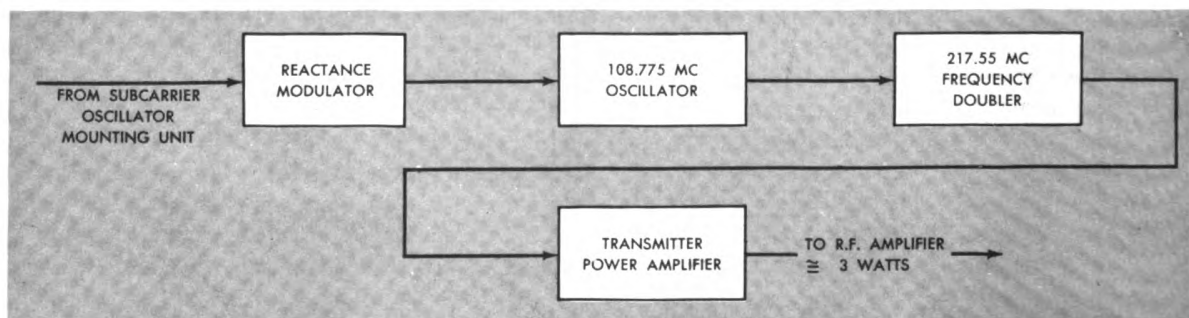 FROM SUBCARRIER
OSCILLATOR
MOUNTING UNIT
REACTANCE
MODULATOR
108.775 MC
OSCILLATOR
217.55 MC
FREQUENCY
DOUBLER
TRANSMITTER
POWER AMPLIFIER
TO R.F. AMPLIFIER
≅ 3 WATTS